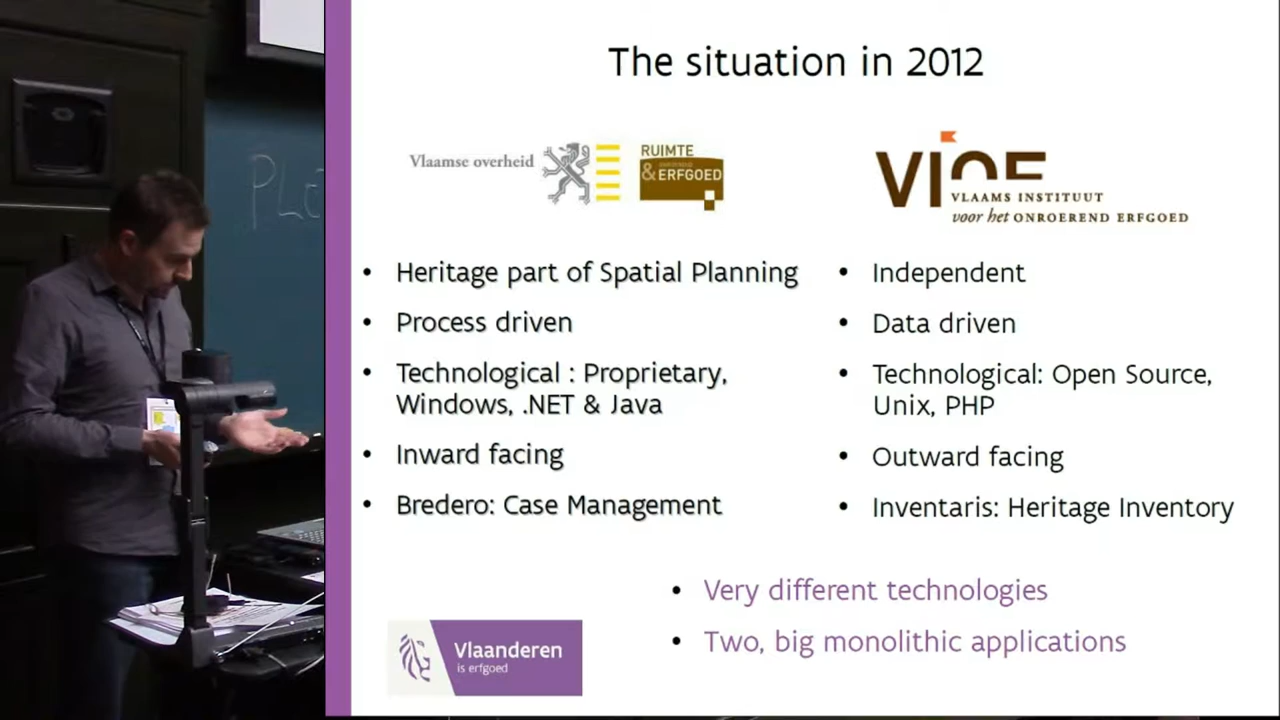 The situation in 2012
Vlaamse overheid
RUIMTE
& ERFGOED
VIOE
VLAAMS INSTITUUT
voor het ONROEREND ERFGOED
• Heritage part of Spatial Planning
• Process driven
• Technological : Proprietary,
Windows, .NET & Java
• Inward facing
• Bredero: Case Management
• Independent
• Data driven
• Technological: Open Source,
Unix, PHP
• Outward facing
• Inventaris: Heritage Inventory
• Very different technologies
• Two, big monolithic applications
Vlaanderen
is erfgoed